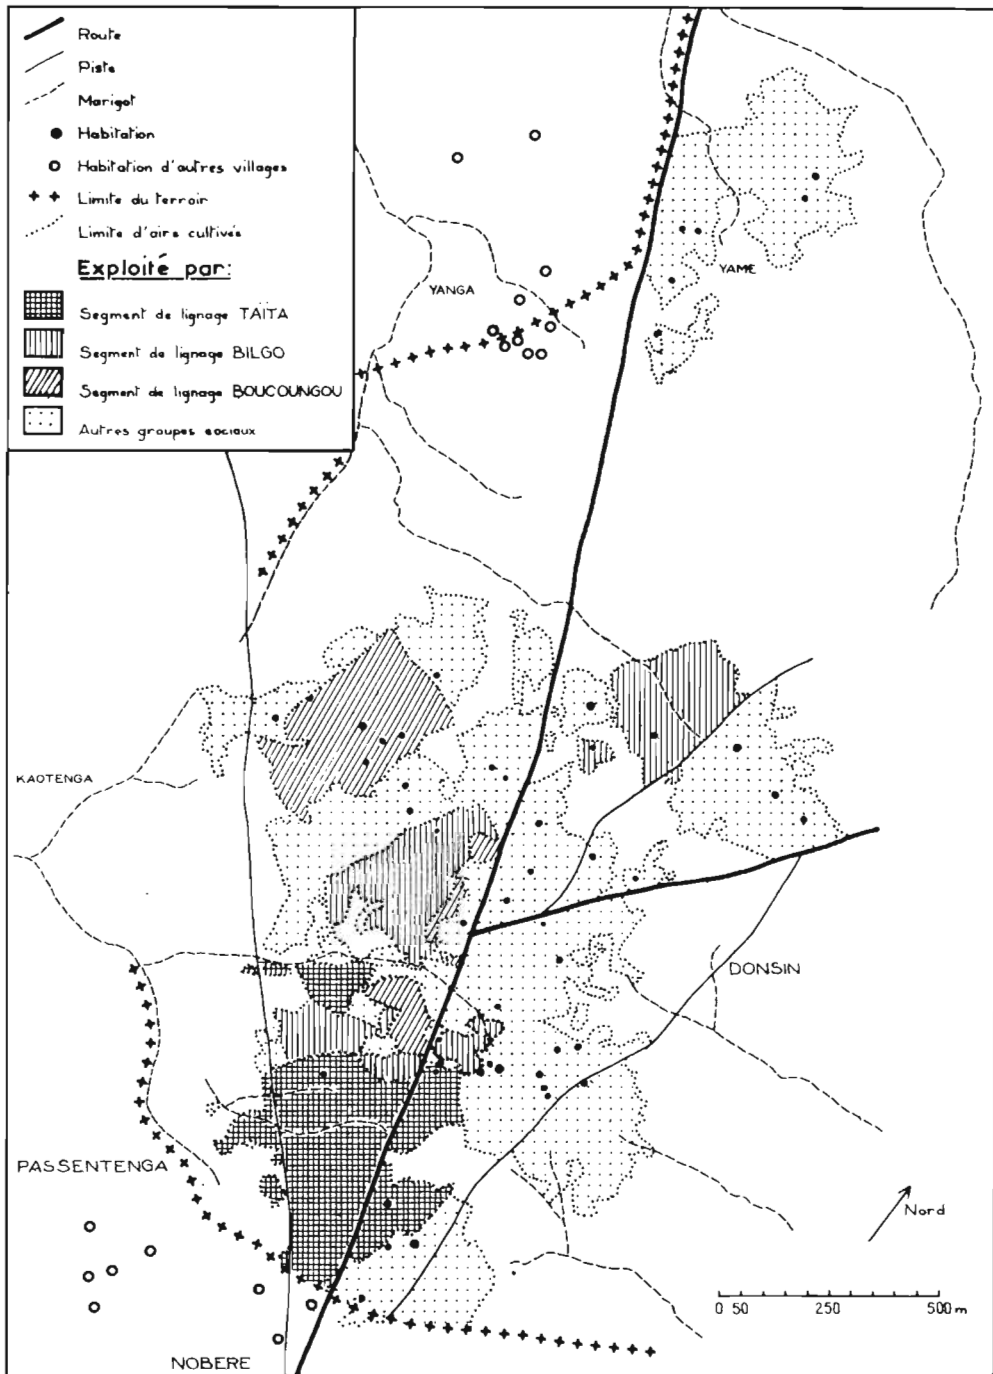 Route
Piste
Marigot
Habitation
Habitation d'autres villages
Limite du terroir
Limite d'aire cultivée
Exploité par:
Segment de lignage TAÏTA
Segment de lignage BILGO
Segment de lignage BOUCOUNGOU
Autres groupes sociaux
YANGA
YAME
KAOTENGA
DONSIN
PASSENTENGA
Nord
0 50 250 500 m
NOBERE